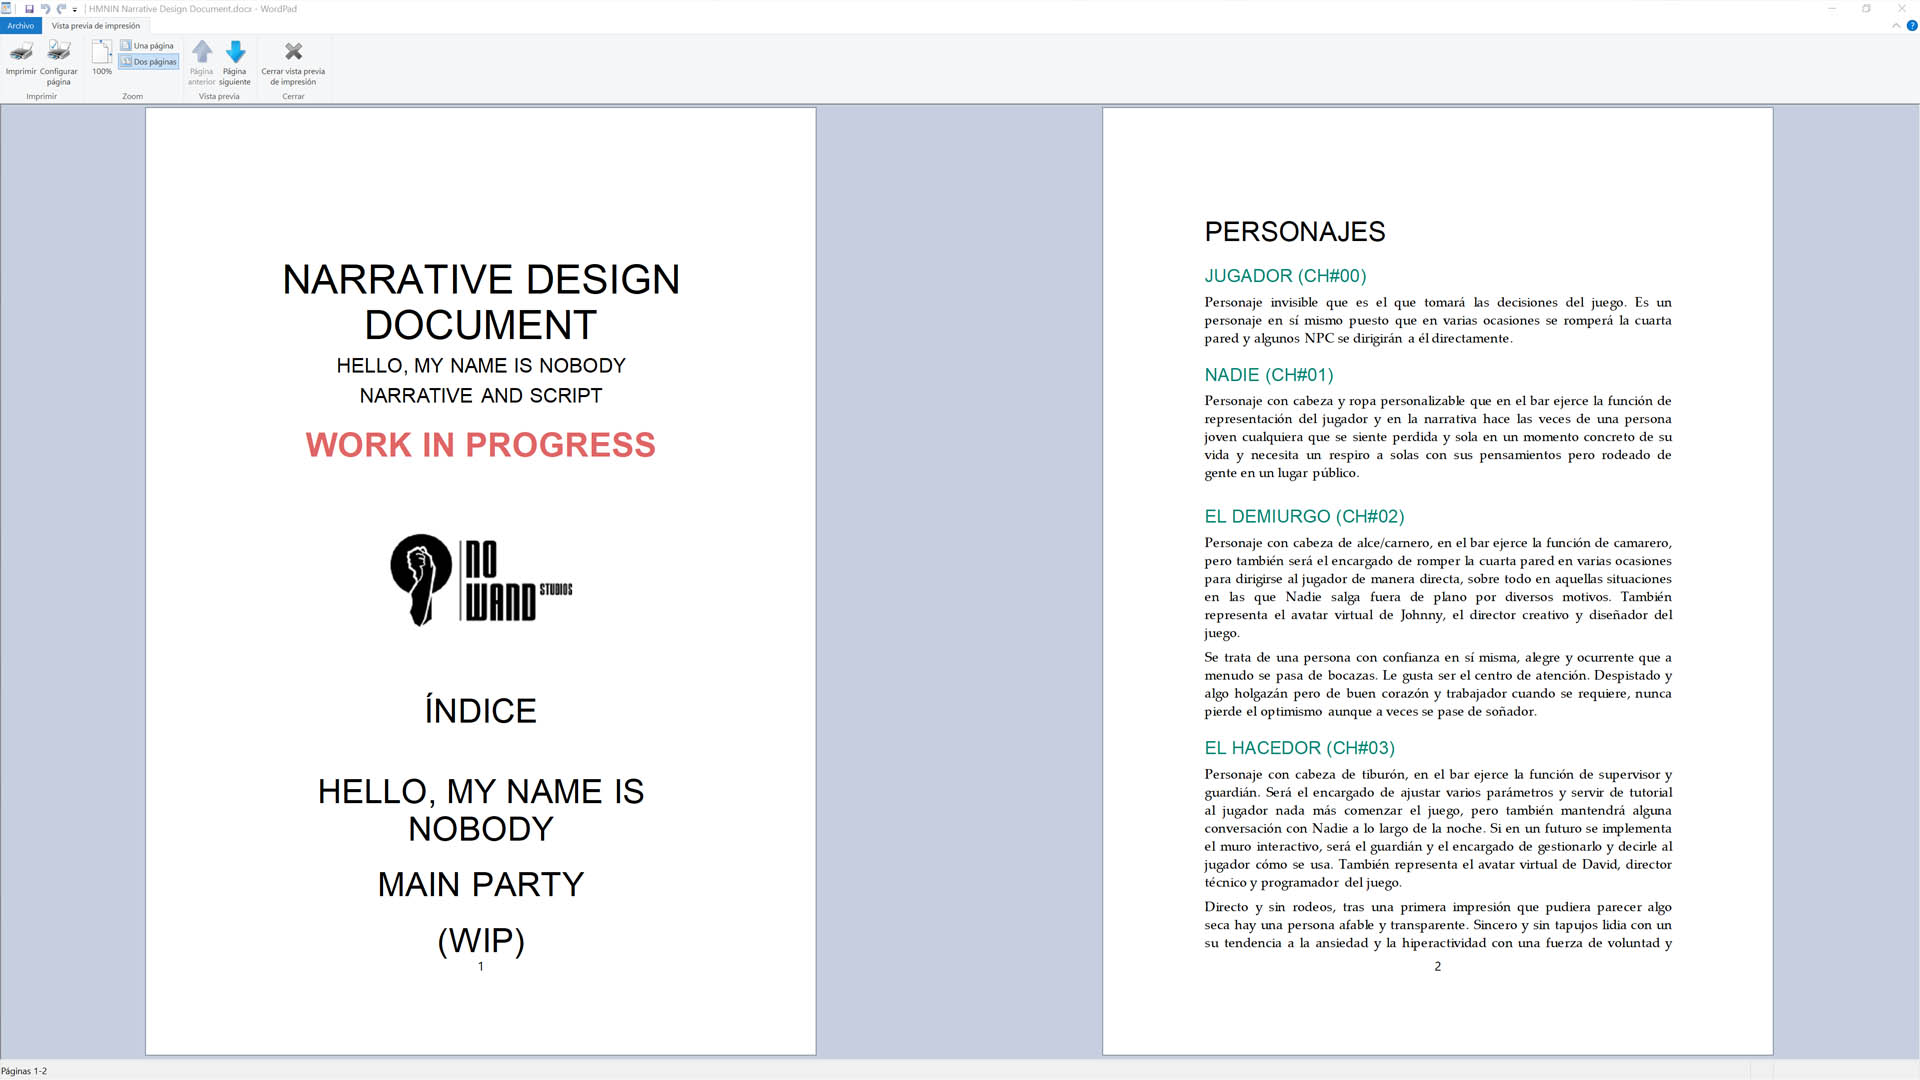 HMNIN Narrative Design Document.docx - WordPad
Archivo
Vista previa de impresión
Imprimir
Configurar página
100%
Una página
Dos páginas
Página anterior
Página siguiente
Cerrar vista previa de impresión
Imprimir
Zoom
Vista previa
Cerrar
NARRATIVE DESIGN
DOCUMENT
HELLO, MY NAME IS NOBODY
NARRATIVE AND SCRIPT
WORK IN PROGRESS
NO
WAND STUDIOS
ÍNDICE
HELLO, MY NAME IS
NOBODY
MAIN PARTY
(WIP)
1
PERSONAJES
JUGADOR (CH#00)
Personaje invisible que es el que tomará las decisiones del juego. Es un
personaje en sí mismo puesto que en varias ocasiones se romperá la cuarta
pared y algunos NPC se dirigirán a él directamente.
NADIE (CH#01)
Personaje con cabeza y ropa personalizable que en el bar ejerce la función de
representación del jugador y en la narrativa hace las veces de una persona
joven cualquiera que se siente perdida y sola en un momento concreto de su
vida y necesita un respiro a solas con sus pensamientos pero rodeado de
gente en un lugar público.
EL DEMIURGO (CH#02)
Personaje con cabeza de alce/carnero, en el bar ejerce la función de camarero,
pero también será el encargado de romper la cuarta pared en varias ocasiones
para dirigirse al jugador de manera directa, sobre todo en aquellas situaciones
en las que Nadie salga fuera de plano por diversos motivos. También
representa el avatar virtual de Johnny, el director creativo y diseñador del
juego.
Se trata de una persona con confianza en sí misma, alegre y ocurrente que a
menudo se pasa de bocazas. Le gusta ser el centro de atención. Despistado y
algo holgazán pero de buen corazón y trabajador cuando se requiere, nunca
pierde el optimismo aunque a veces se pase de soñador.
EL HACEDOR (CH#03)
Personaje con cabeza de tiburón, en el bar ejerce la función de supervisor y
guardián. Será el encargado de ajustar varios parámetros y servir de tutorial
al jugador nada más comenzar el juego, pero también mantendrá alguna
conversación con Nadie a lo largo de la noche. Si en un futuro se implementa
el muro interactivo, será el guardián y el encargado de gestionarlo y decirle al
jugador cómo se usa. También representa el avatar virtual de David, director
técnico y programador del juego.
Directo y sin rodeos, tras una primera impresión que pudiera parecer algo
seca hay una persona afable y transparente. Sincero y sin tapujos lidia con un
su tendencia a la ansiedad y la hiperactividad con una fuerza de voluntad y
2
Páginas 1-2